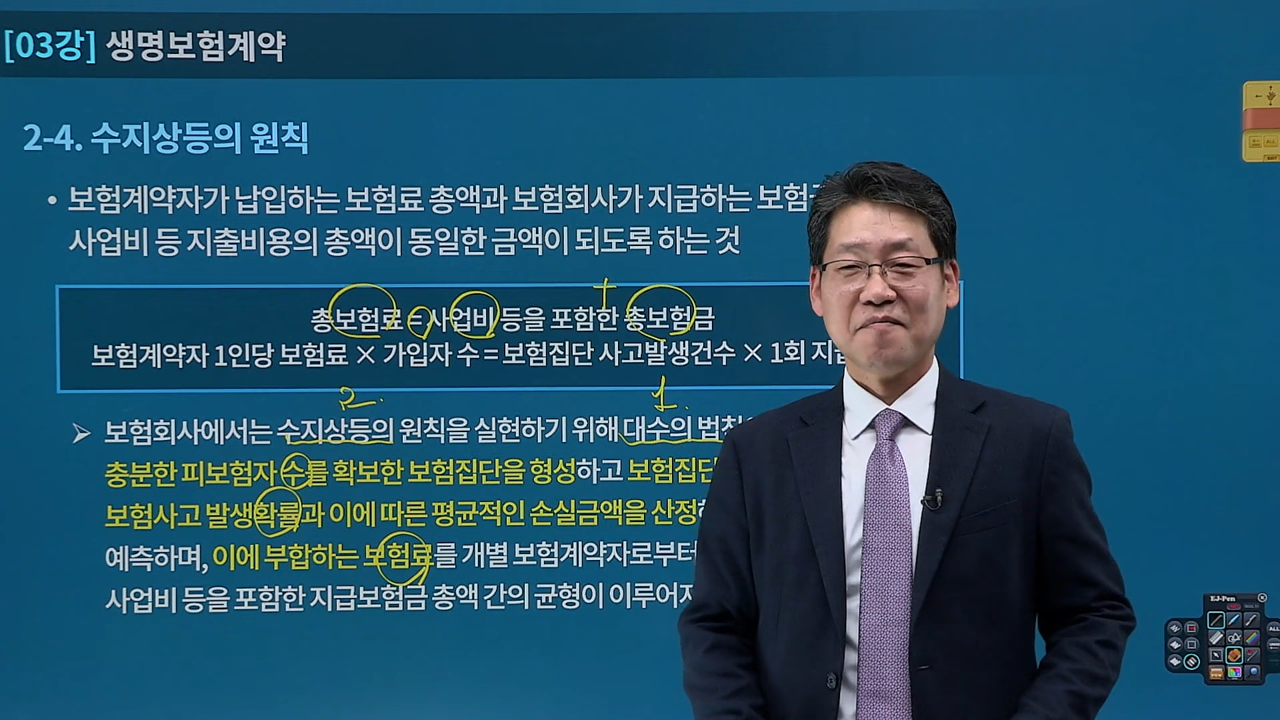 [03강] 생명보험계약
2-4. 수지상등의 원칙
• 보험계약자가 납입하는 보험료 총액과 보험회사가 지급하는
사업비 등 지출비용의 총액이 동일한 금액이 되도록 하는 것
총보험료 = 사업비 등을 포함한 총보험금
보험계약자 1인당 보험료 × 가입자 수 = 보험집단 사고발생건수 × 1회
2. 1.
➢ 보험회사에서는 수지상등의 원칙을 실현하기 위해 대수의
충분한 피보험자 수를 확보한 보험집단을 형성하고 보험집단
보험사고 발생확률과 이에 따른 평균적인 손실금액을 산정
예측하며, 이에 부합하는 보험료를 개별 보험계약자로부터
사업비 등을 포함한 지급보험금 총액 간의 균형이
EJ-Pen